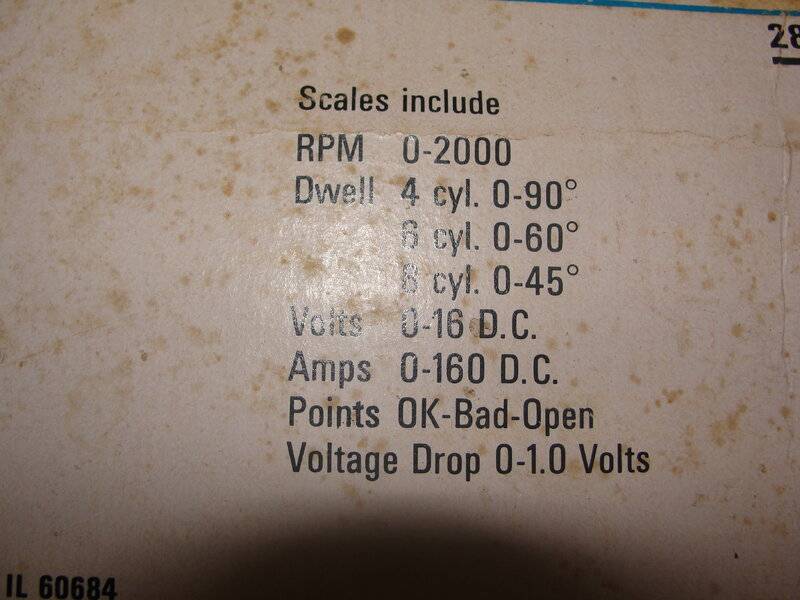 28
Scales include
RPM 0-2000
Dwell 4 cyl. 0-90°
6 cyl. 0-60°
8 cyl. 0-45°
Volts 0-16 D.C.
Amps 0-160 D.C.
Points OK-Bad-Open
Voltage Drop 0-1.0 Volts
IL 60684